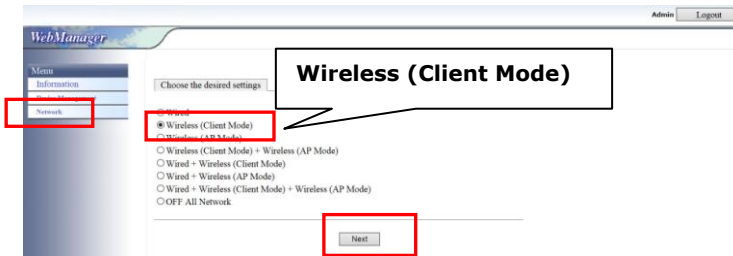 Admin Logout
WebManager
Menu
Information
Network
Choose the desired settings
Wireless (Client Mode)
Wired
Wireless (Client Mode)
Wireless (AP Mode)
Wireless (Client Mode) + Wireless (AP Mode)
Wired + Wireless (Client Mode)
Wired + Wireless (AP Mode)
Wired + Wireless (Client Mode) + Wireless (AP Mode)
OFF All Network
Next